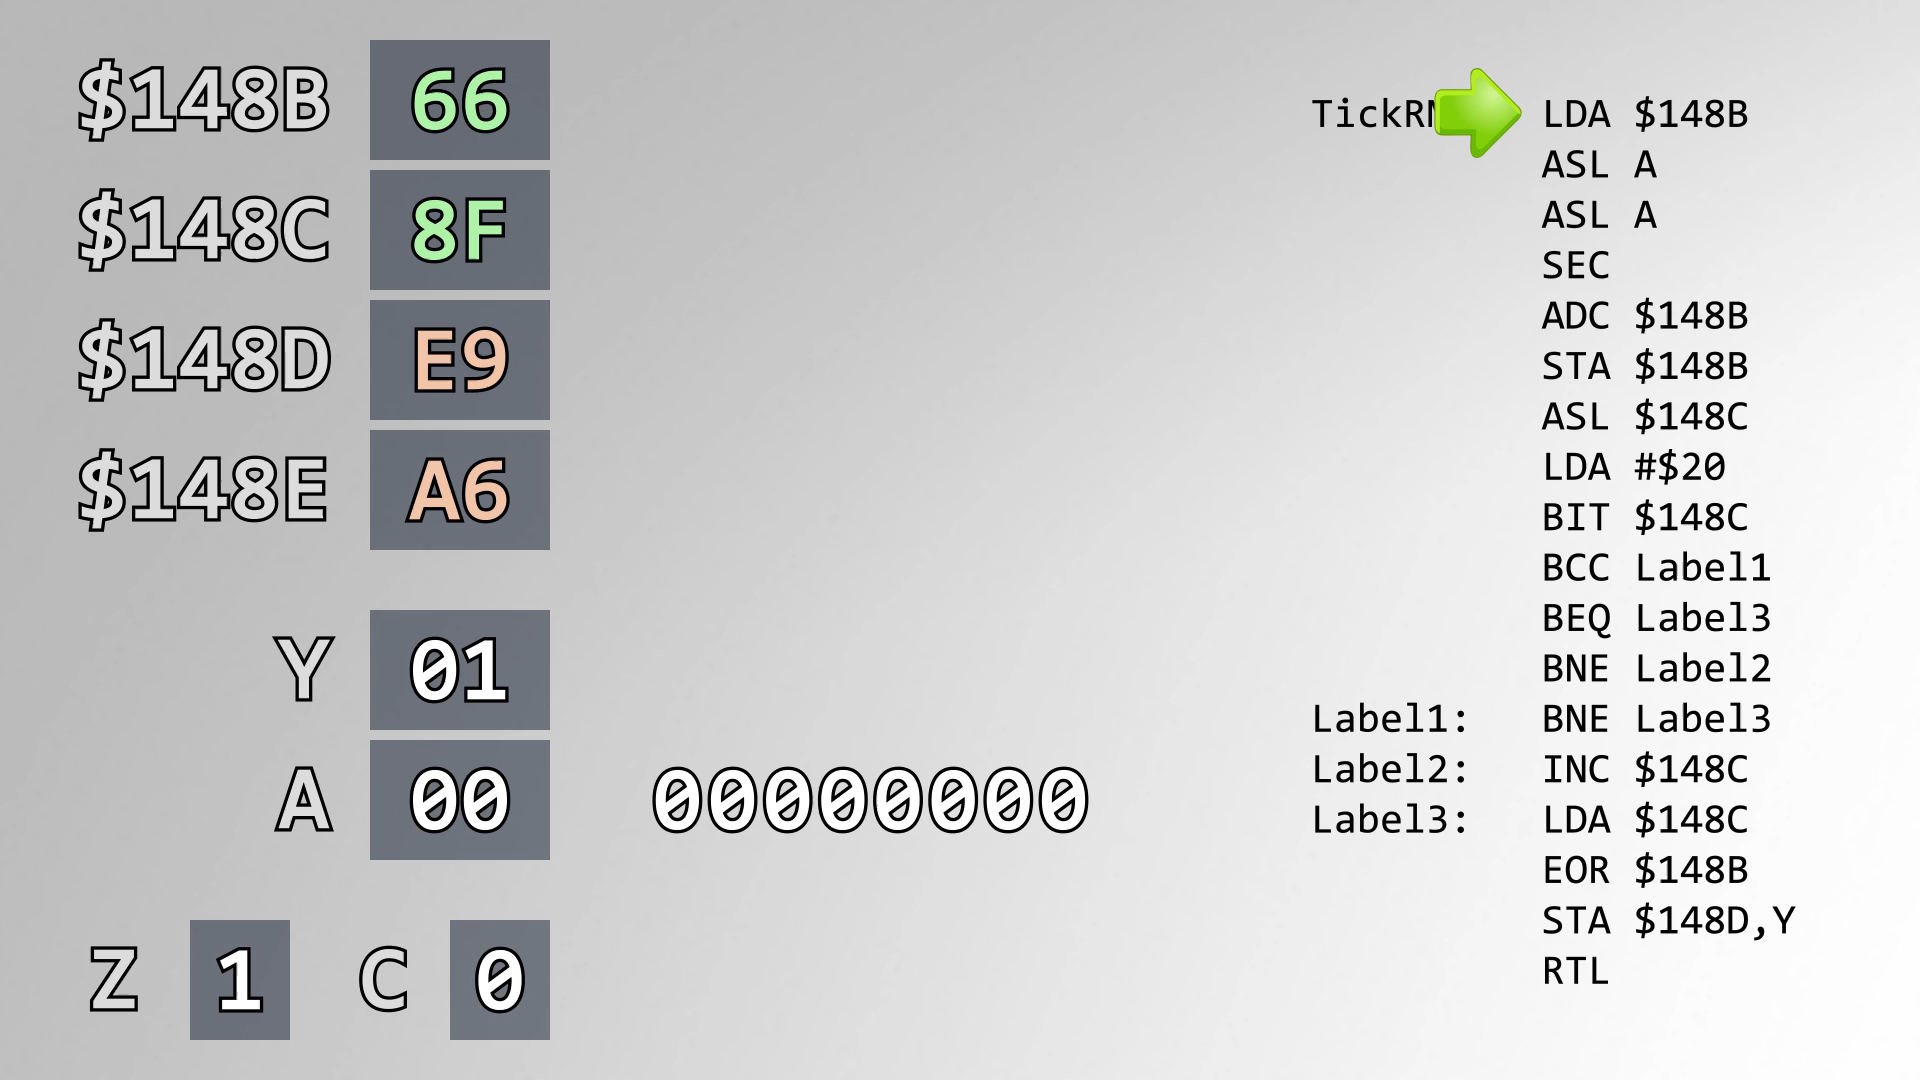 $148B 66
$148C 8F
$148D E9
$148E A6
Y 01
A 00 00000000
Z 1 C 0
LDA $148B
ASL A
ASL A
SEC
ADC $148B
STA $148B
ASL $148C
LDA #$20
BIT $148C
BCC Label1
BEQ Label3
BNE Label2
Label1: BNE Label3
Label2: INC $148C
Label3: LDA $148C
EOR $148B
STA $148D,Y
RTL